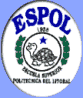 ESPOL
1958
ESCUELA SUPERIOR
POLITECNICA DEL LITORAL